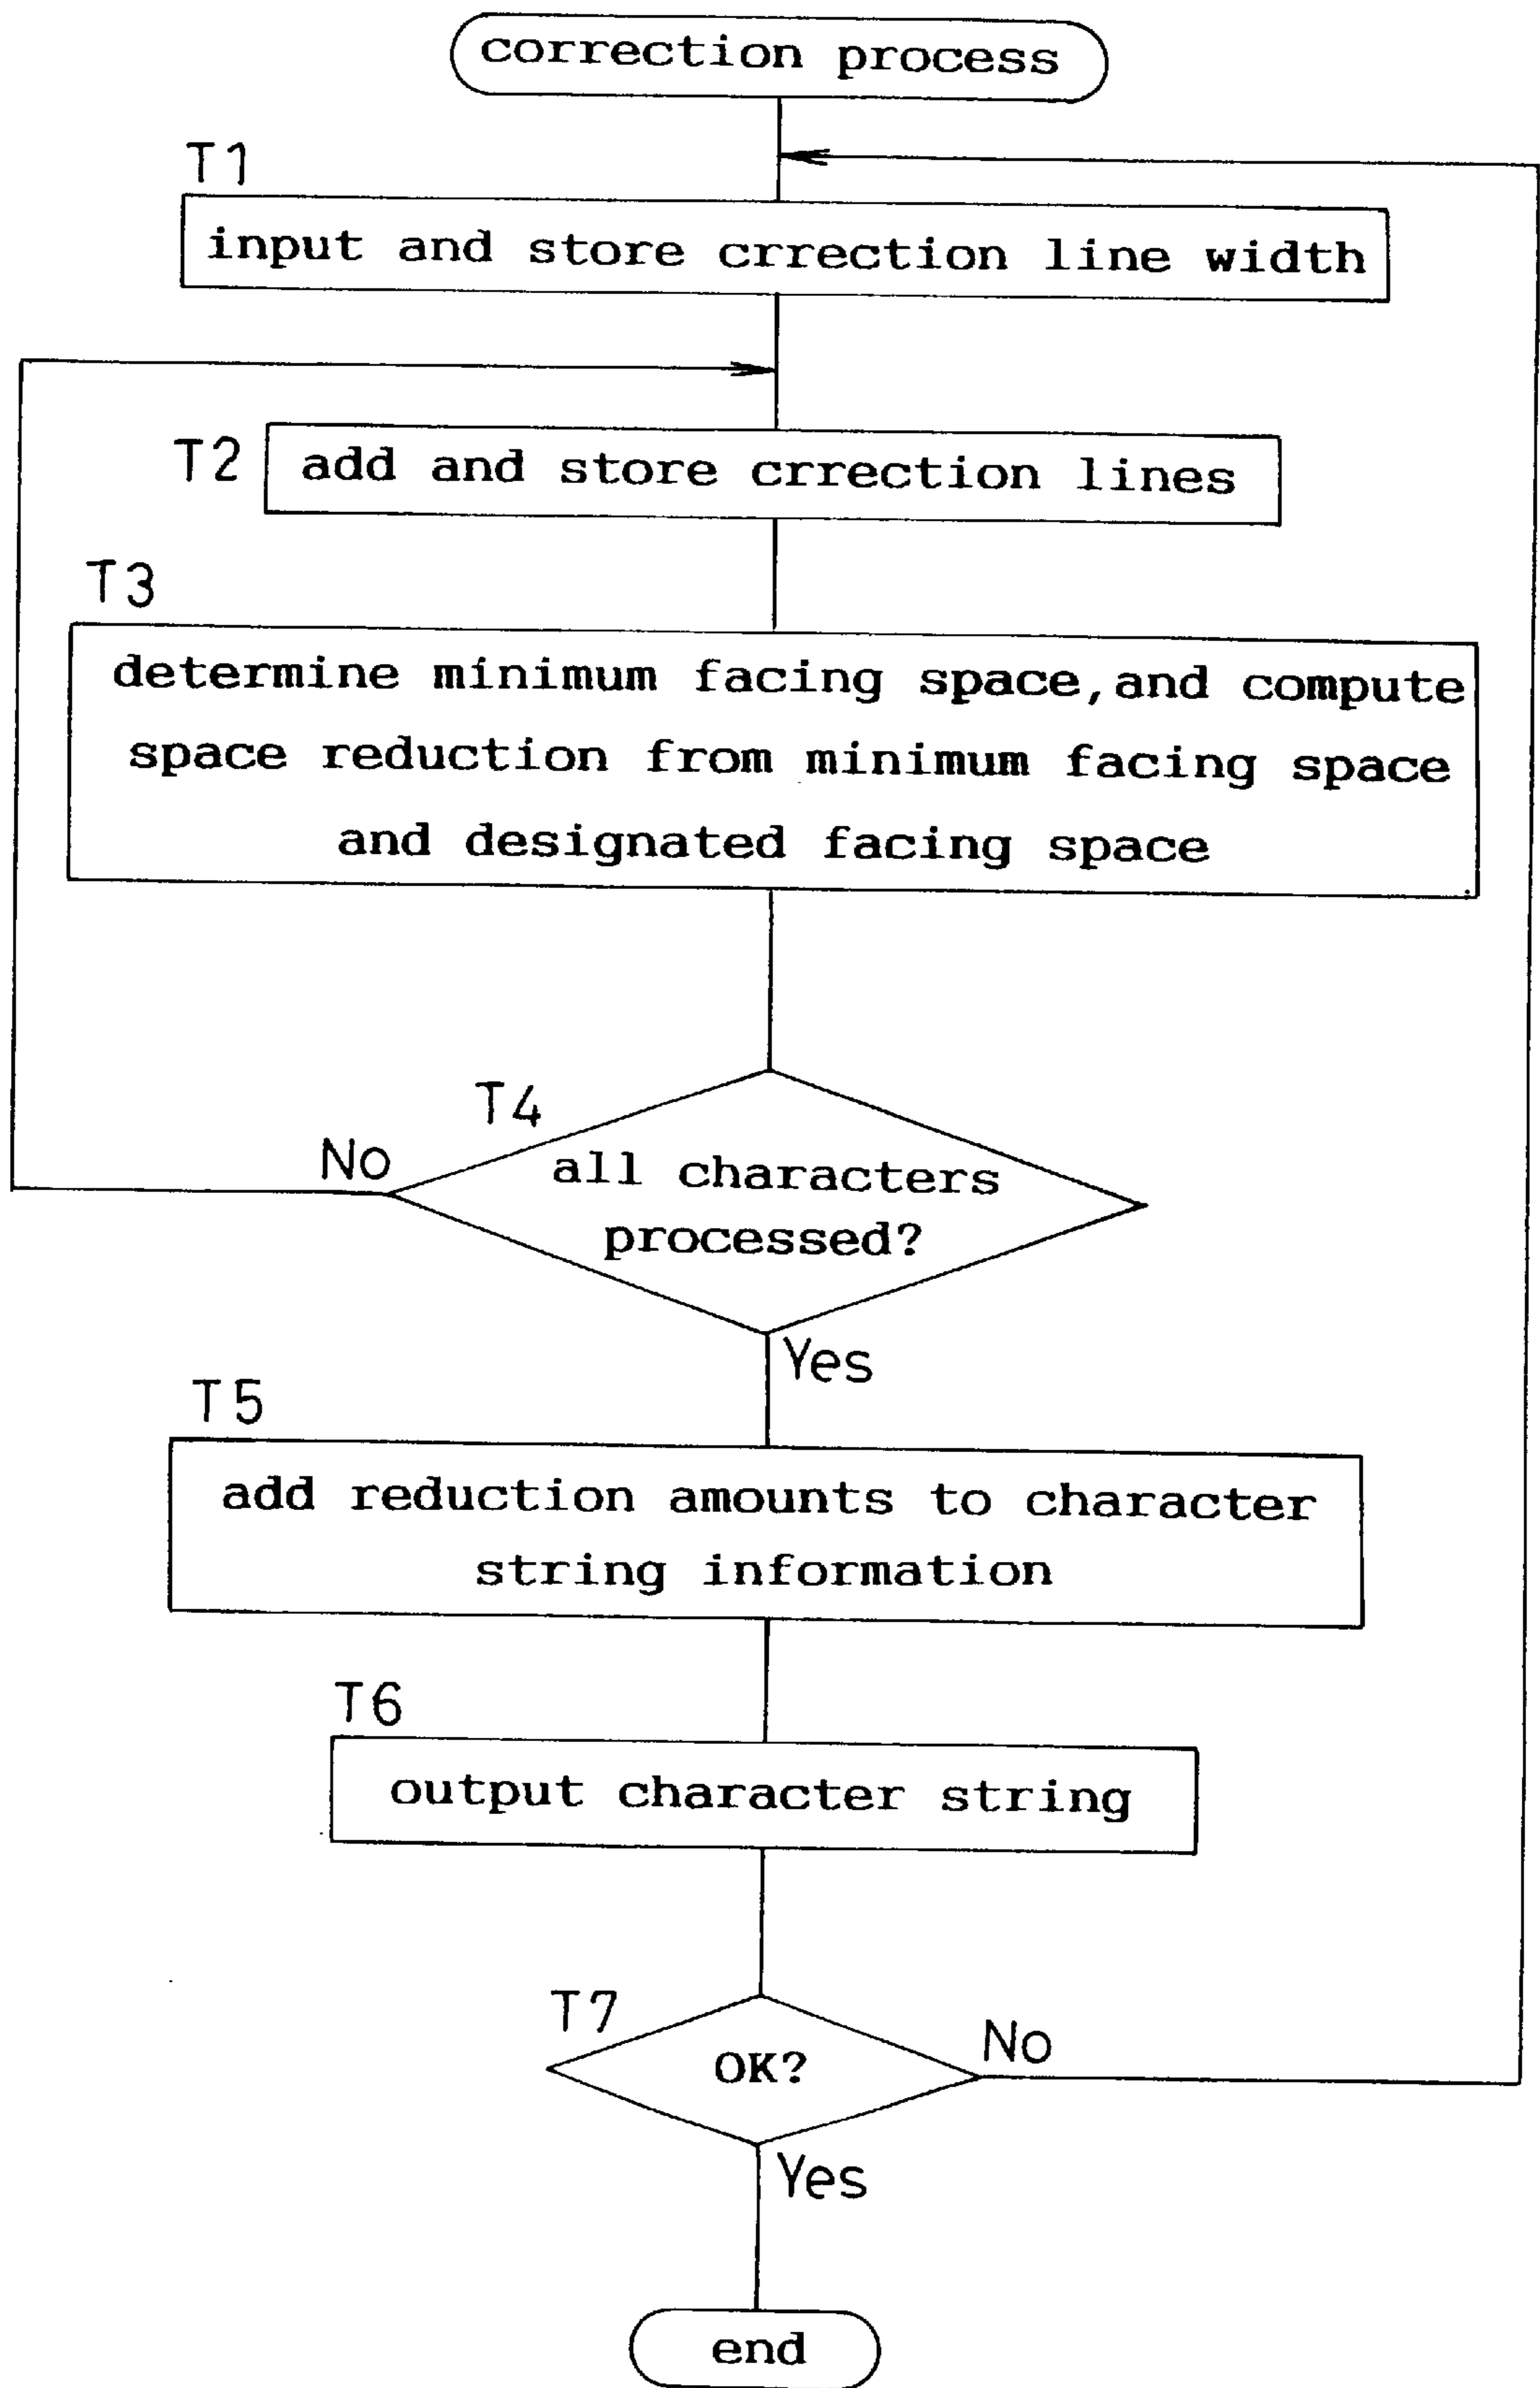 correction process
T1
input and store crrection line width
T2
add and store crrection lines
T3
determine minimum facing space,and compute
space reduction from minimum facing space
and designated facing space
T4
No
all characters
processed?
Yes
T5
add reduction amounts to character
string information
T6
output character string
T7
No
OK?
Yes
end